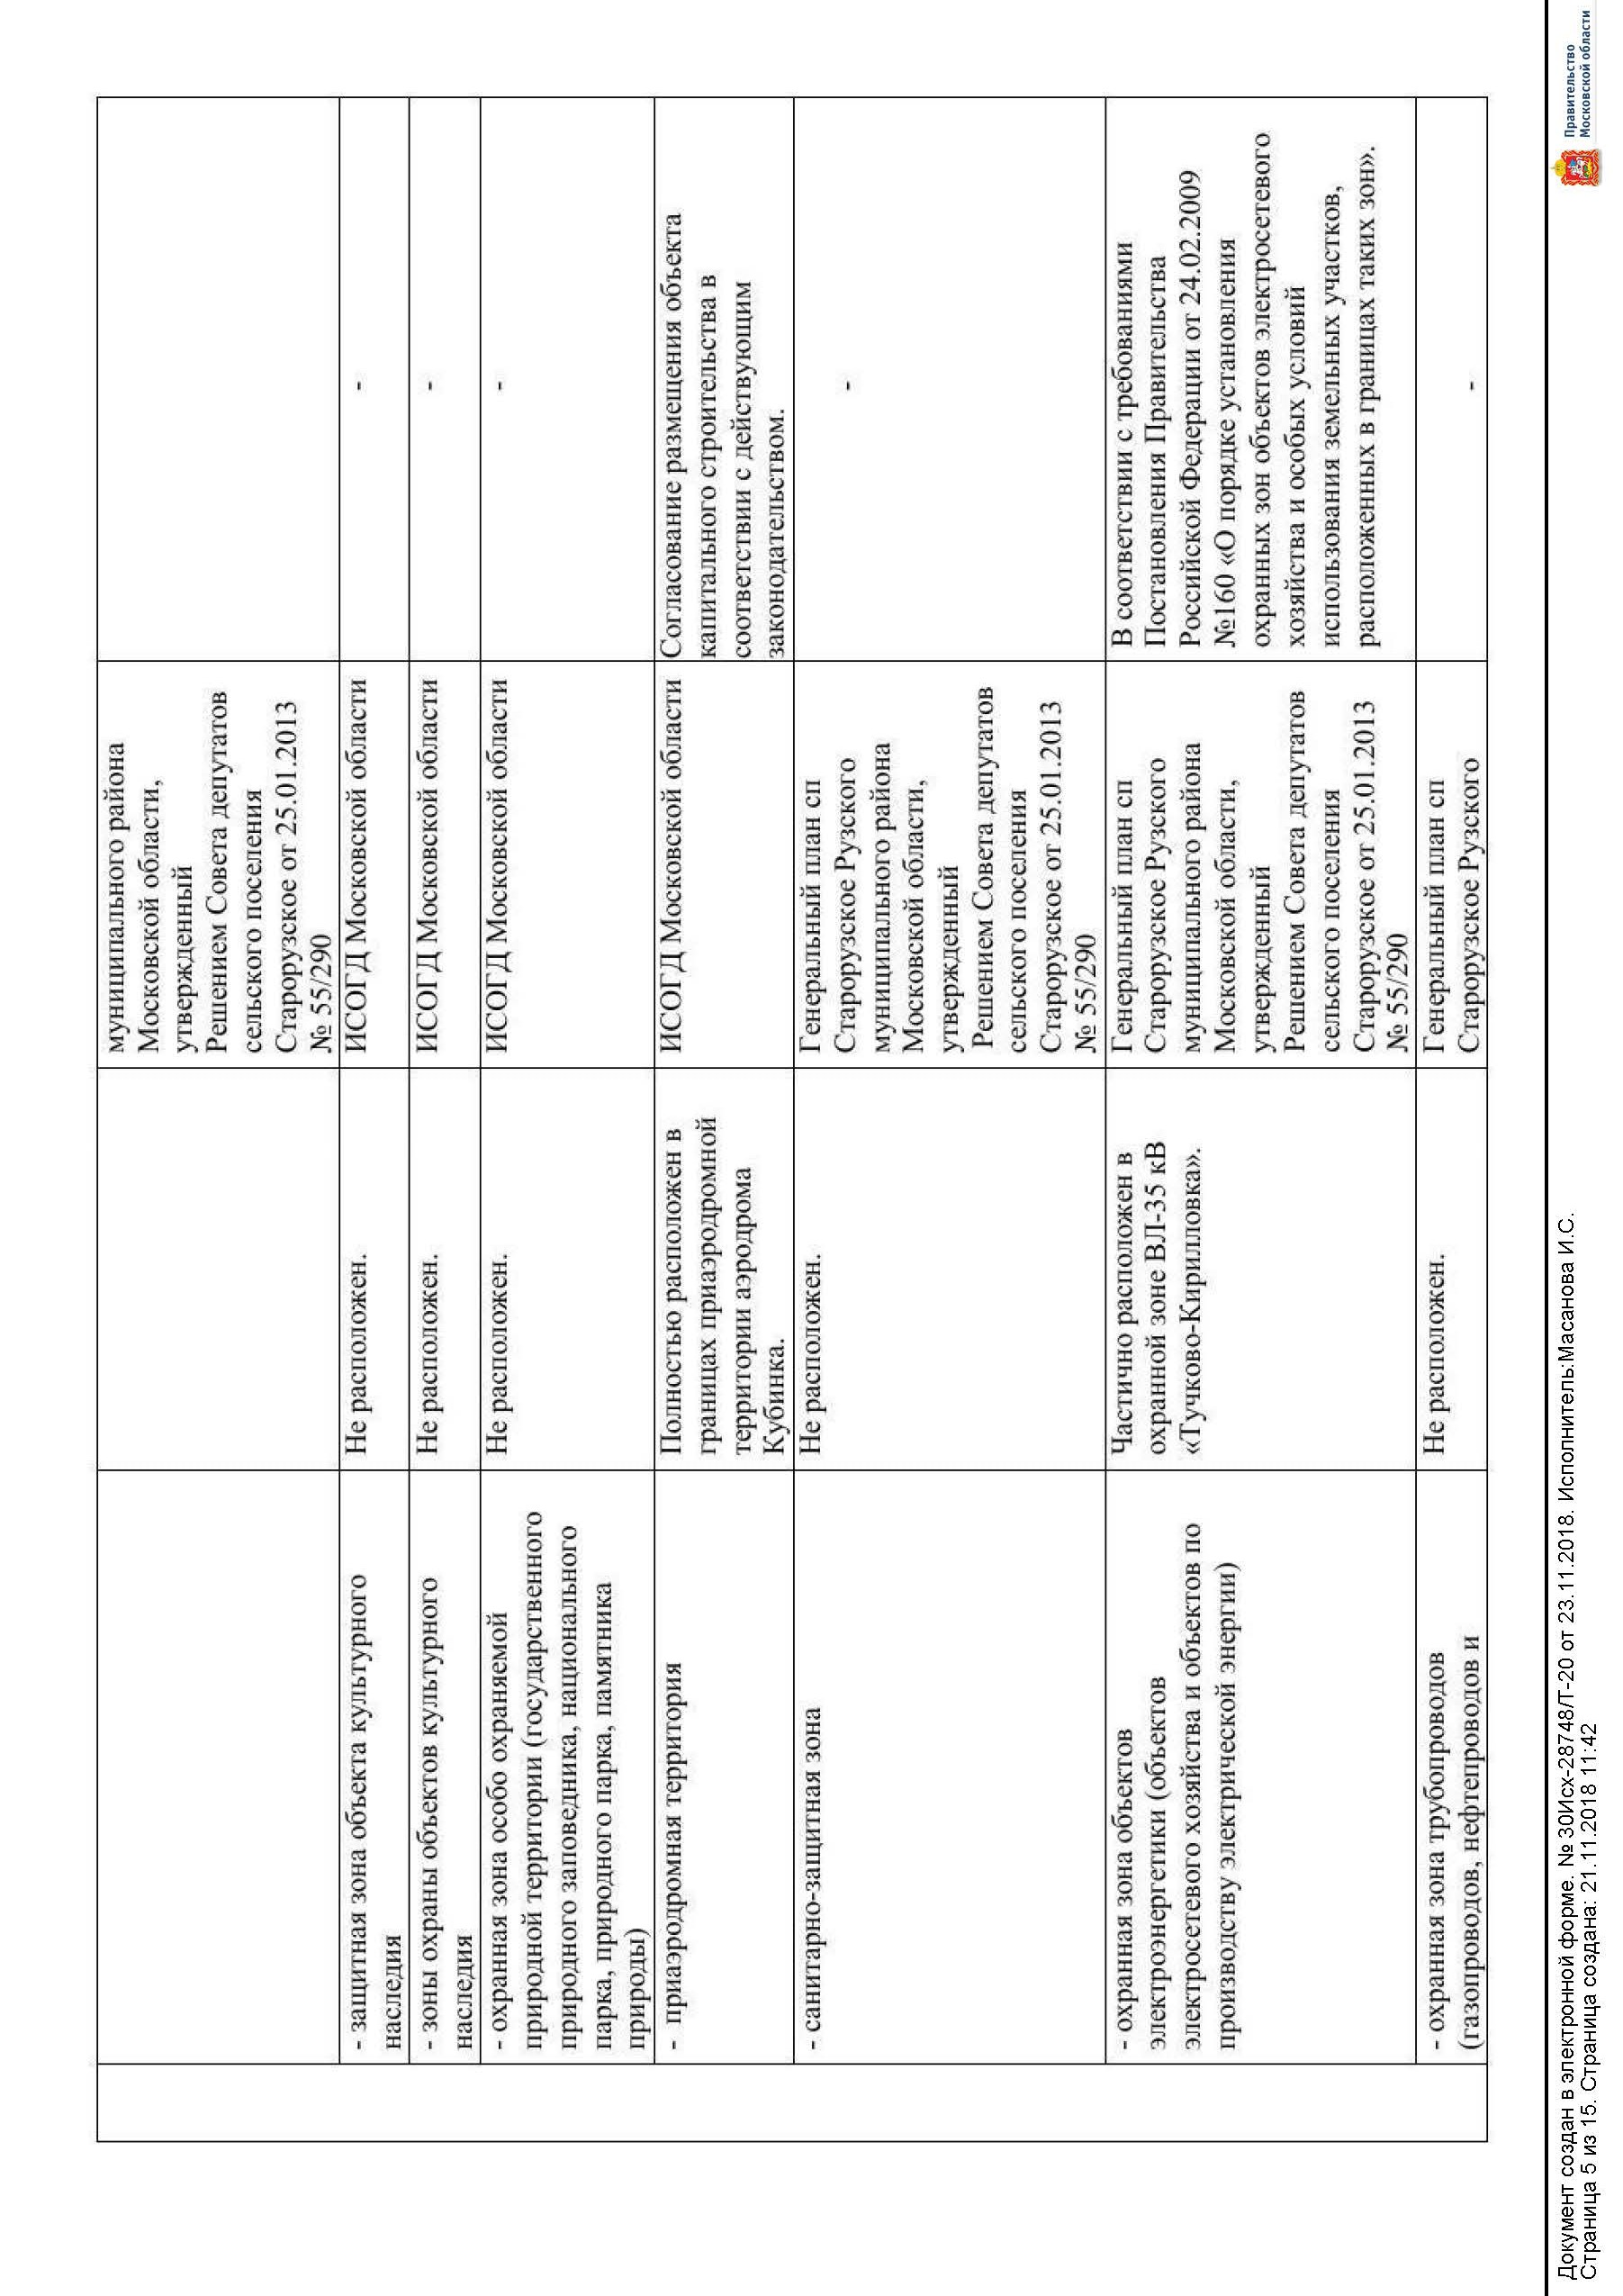 муниципального района
Московской области,
утвержденный
Решением Совета депутатов
сельского поселения
Старорузское от 25.01.2013
№ 55/290
- защитная зона объекта культурного
наследия
Не расположен.
ИСОГД Московской области
-
- зоны охраны объектов культурного
наследия
Не расположен.
ИСОГД Московской области
-
- охранная зона особо охраняемой
природной территории (государственного
природного заповедника, национального
парка, природного парка, памятника
природы)
Не расположен.
ИСОГД Московской области
-
- приаэродромная территория
Полностью расположен в
границах приаэродромной
территории аэродрома
Кубинка.
ИСОГД Московской области
Согласование размещения объекта
капитального строительства в
соответствии с действующим
законодательством.
- санитарно-защитная зона
Не расположен.
Генеральный план сп
Старорузское Рузского
муниципального района
Московской области,
утвержденный
Решением Совета депутатов
сельского поселения
Старорузское от 25.01.2013
№ 55/290
-
- охранная зона объектов
электроэнергетики (объектов
электросетевого хозяйства и объектов по
производству электрической энергии)
Частично расположен в
охранной зоне ВЛ-35 кВ
«Тучково-Кирилловка».
Генеральный план сп
Старорузское Рузского
муниципального района
Московской области,
утвержденный
Решением Совета депутатов
сельского поселения
Старорузское от 25.01.2013
№ 55/290
В соответствии с требованиями
Постановления Правительства
Российской Федерации от 24.02.2009
№160 «О порядке установления
охранных зон объектов электросетевого
хозяйства и особых условий
использования земельных участков,
расположенных в границах таких зон».
- охранная зона трубопроводов
(газопроводов, нефтепроводов и
Не расположен.
Генеральный план сп
Старорузское Рузского
-
Документ создан в электронной форме. № 30Исх-28748/Т-20 от 23.11.2018. Исполнитель:Масанова И.С.
Страница 5 из 15. Страница создана: 21.11.2018 11:42
Правительство
Московской области